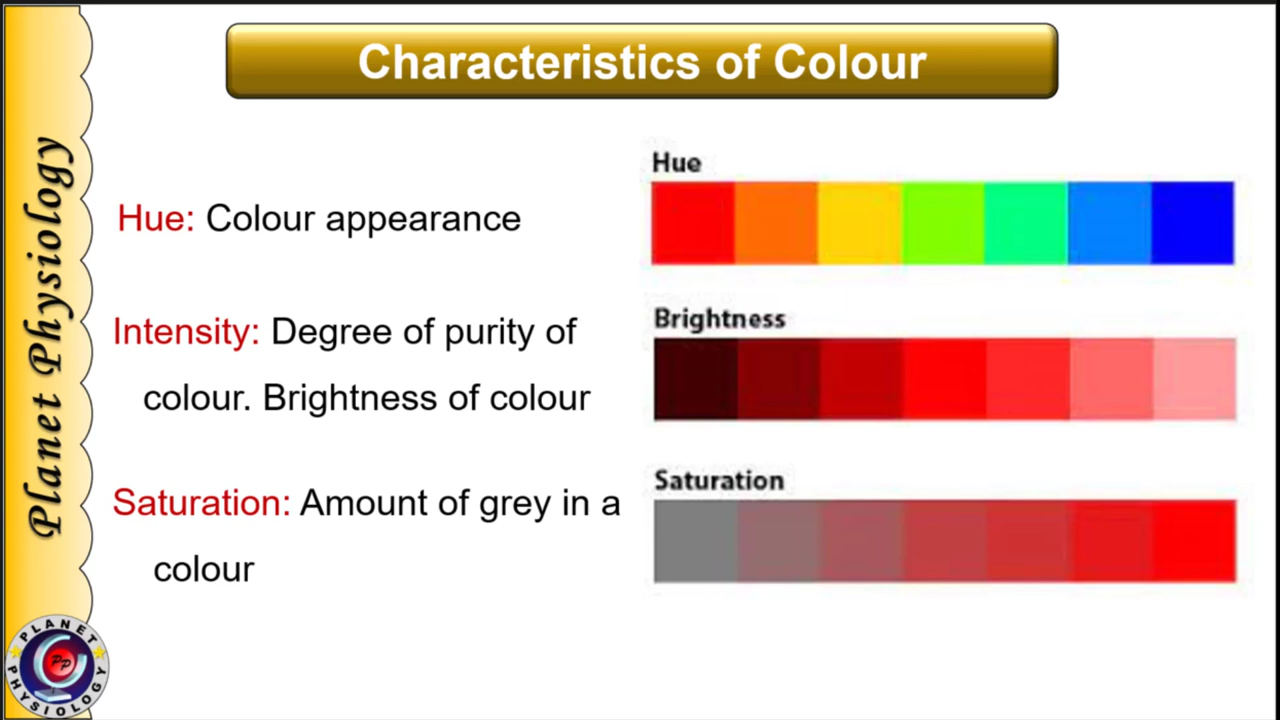 Characteristics of Colour
Planet Physiology
Hue: Colour appearance
Intensity: Degree of purity of
colour. Brightness of colour
Saturation: Amount of grey in a
colour
Hue
Brightness
Saturation
PLANET
PP
PHYSIOLOGY